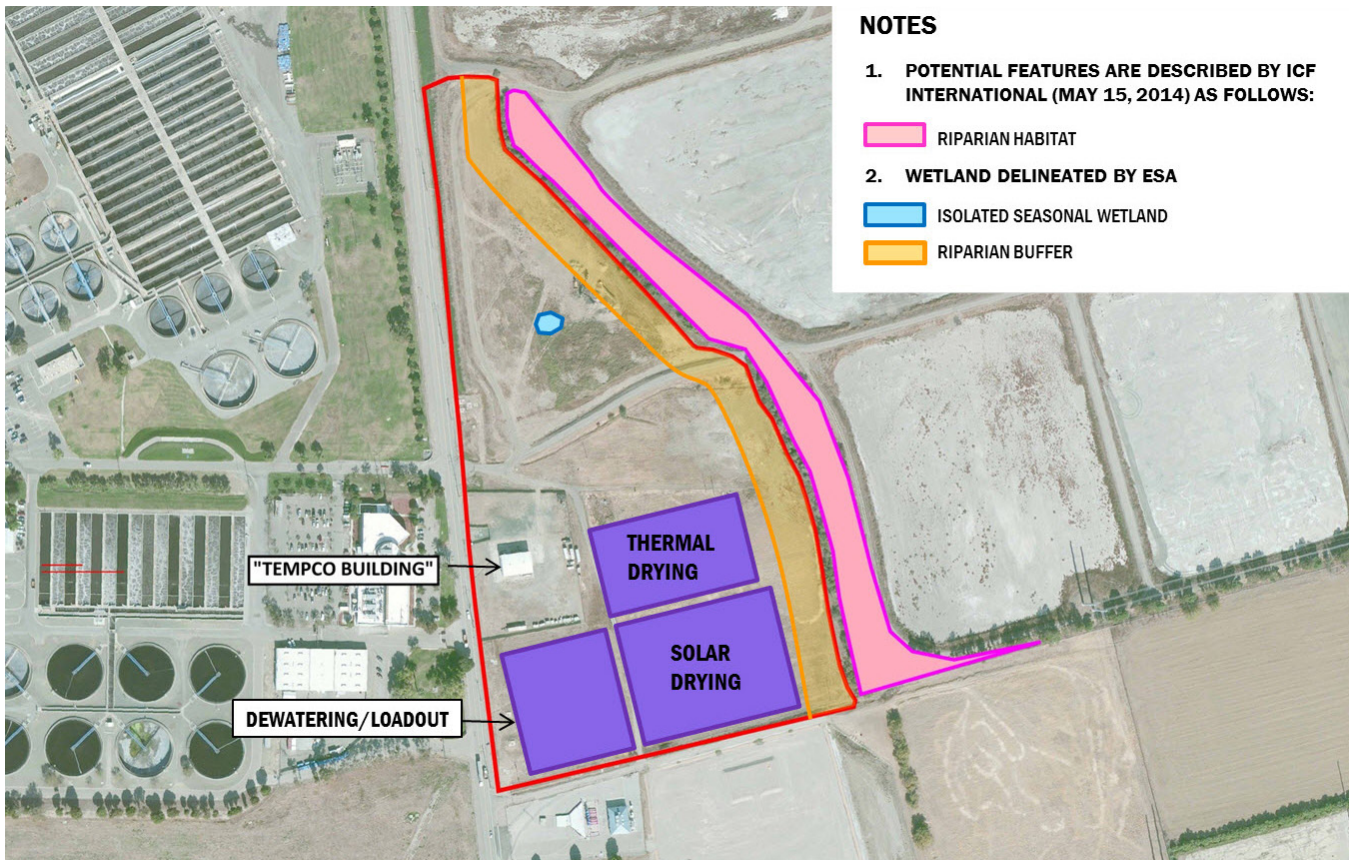 NOTES
1. POTENTIAL FEATURES ARE DESCRIBED BY ICF
INTERNATIONAL (MAY 15, 2014) AS FOLLOWS:
RIPARIAN HABITAT
2. WETLAND DELINEATED BY ESA
ISOLATED SEASONAL WETLAND
RIPARIAN BUFFER
THERMAL
DRYING
"TEMPCO BUILDING"
SOLAR
DRYING
DEWATERING/LOADOUT